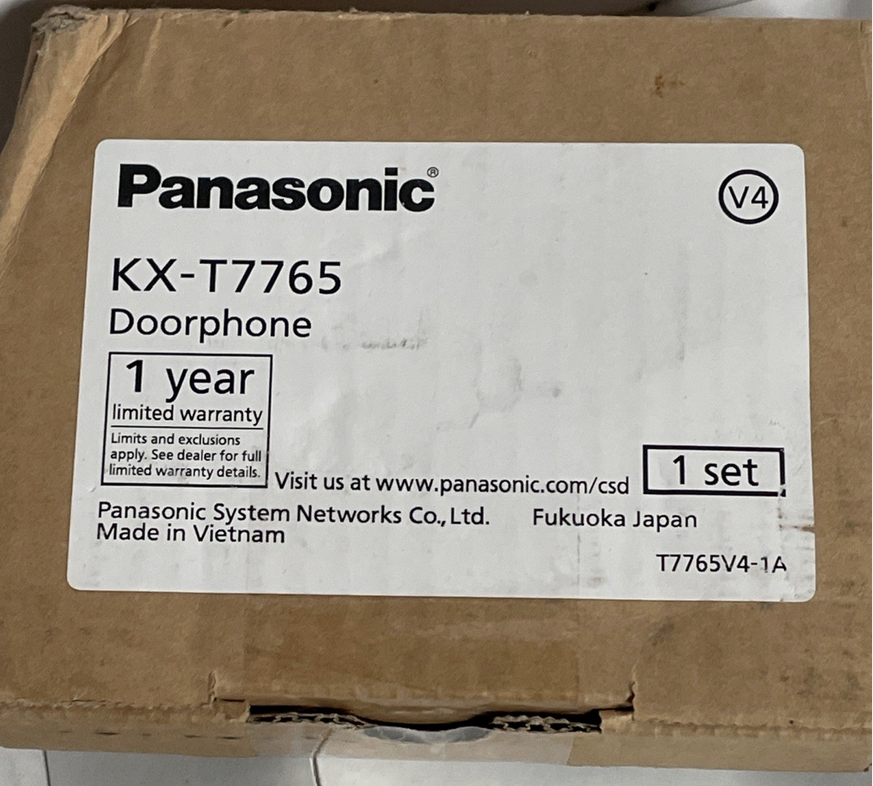 Panasonic®
V4
KX-T7765
Doorphone
1 year
limited warranty
Limits and exclusions
apply. See dealer for full
limited warranty details.
Visit us at www.panasonic.com/csd
1 set
Panasonic System Networks Co.,Ltd. Fukuoka Japan
Made in Vietnam
T7765V4-1A